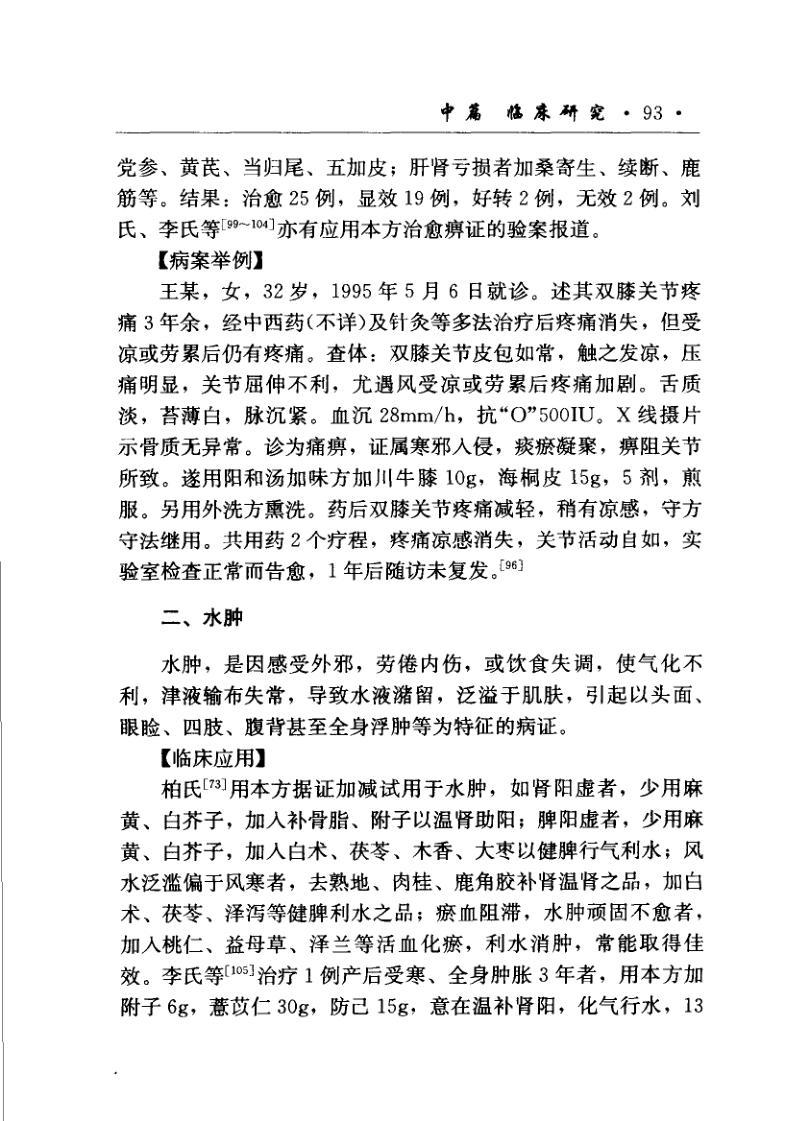 中篇 临床研究 · 93 ·
党参、黄芪、当归尾、五加皮；肝肾亏损者加桑寄生、续断、鹿
筋等。结果：治愈 25 例，显效 19 例，好转 2 例，无效 2 例。刘
氏、李氏等[99~104]亦有应用本方治愈痹证的验案报道。
【病案举例】
王某，女，32 岁，1995 年 5 月 6 日就诊。述其双膝关节疼
痛 3 年余，经中西药(不详)及针灸等多法治疗后疼痛消失，但受
凉或劳累后仍有疼痛。查体：双膝关节皮包如常，触之发凉，压
痛明显，关节屈伸不利，尤遇风受凉或劳累后疼痛加剧。舌质
淡，苔薄白，脉沉紧。血沉 28mm/h，抗“O”500IU。X 线摄片
示骨质无异常。诊为痛痹，证属寒邪入侵，痰瘀凝聚，痹阻关节
所致。遂用阳和汤加味方加川牛膝 10g，海桐皮 15g，5 剂，煎
服。另用外洗方熏洗。药后双膝关节疼痛减轻，稍有凉感，守方
守法继用。共用药 2 个疗程，疼痛凉感消失，关节活动自如，实
验室检查正常而告愈，1 年后随访未复发。[96]
二、水肿
水肿，是因感受外邪，劳倦内伤，或饮食失调，使气化不
利，津液输布失常，导致水液潴留，泛溢于肌肤，引起以头面、
眼睑、四肢、腹背甚至全身浮肿等为特征的病证。
【临床应用】
柏氏[73]用本方据证加减试用于水肿，如肾阳虚者，少用麻
黄、白芥子，加入补骨脂、附子以温肾助阳；脾阳虚者，少用麻
黄、白芥子，加入白术、茯苓、木香、大枣以健脾行气利水；风
水泛滥偏于风寒者，去熟地、肉桂、鹿角胶补肾温肾之品，加白
术、茯苓、泽泻等健脾利水之品；瘀血阻滞，水肿顽固不愈者，
加入桃仁、益母草、泽兰等活血化瘀，利水消肿，常能取得佳
效。李氏等[105]治疗 1 例产后受寒、全身肿胀 3 年者，用本方加
附子 6g，薏苡仁 30g，防己 15g，意在温补肾阳，化气行水，13